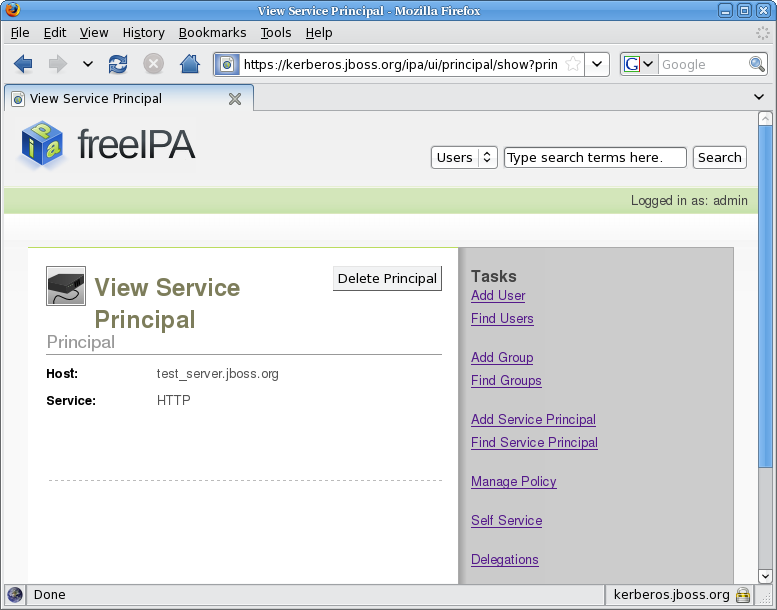 View Service Principal - Mozilla Firefox
File Edit View History Bookmarks Tools Help
https://kerberos.jboss.org/ipa/ui/principal/show?prin
G Google
View Service Principal
ipa freeIPA
Users Type search terms here. Search
Logged in as: admin
View Service
Principal
Delete Principal
Principal
Host: test_server.jboss.org
Service: HTTP
Tasks
Add User
Find Users
Add Group
Find Groups
Add Service Principal
Find Service Principal
Manage Policy
Self Service
Delegations
Done kerberos.jboss.org